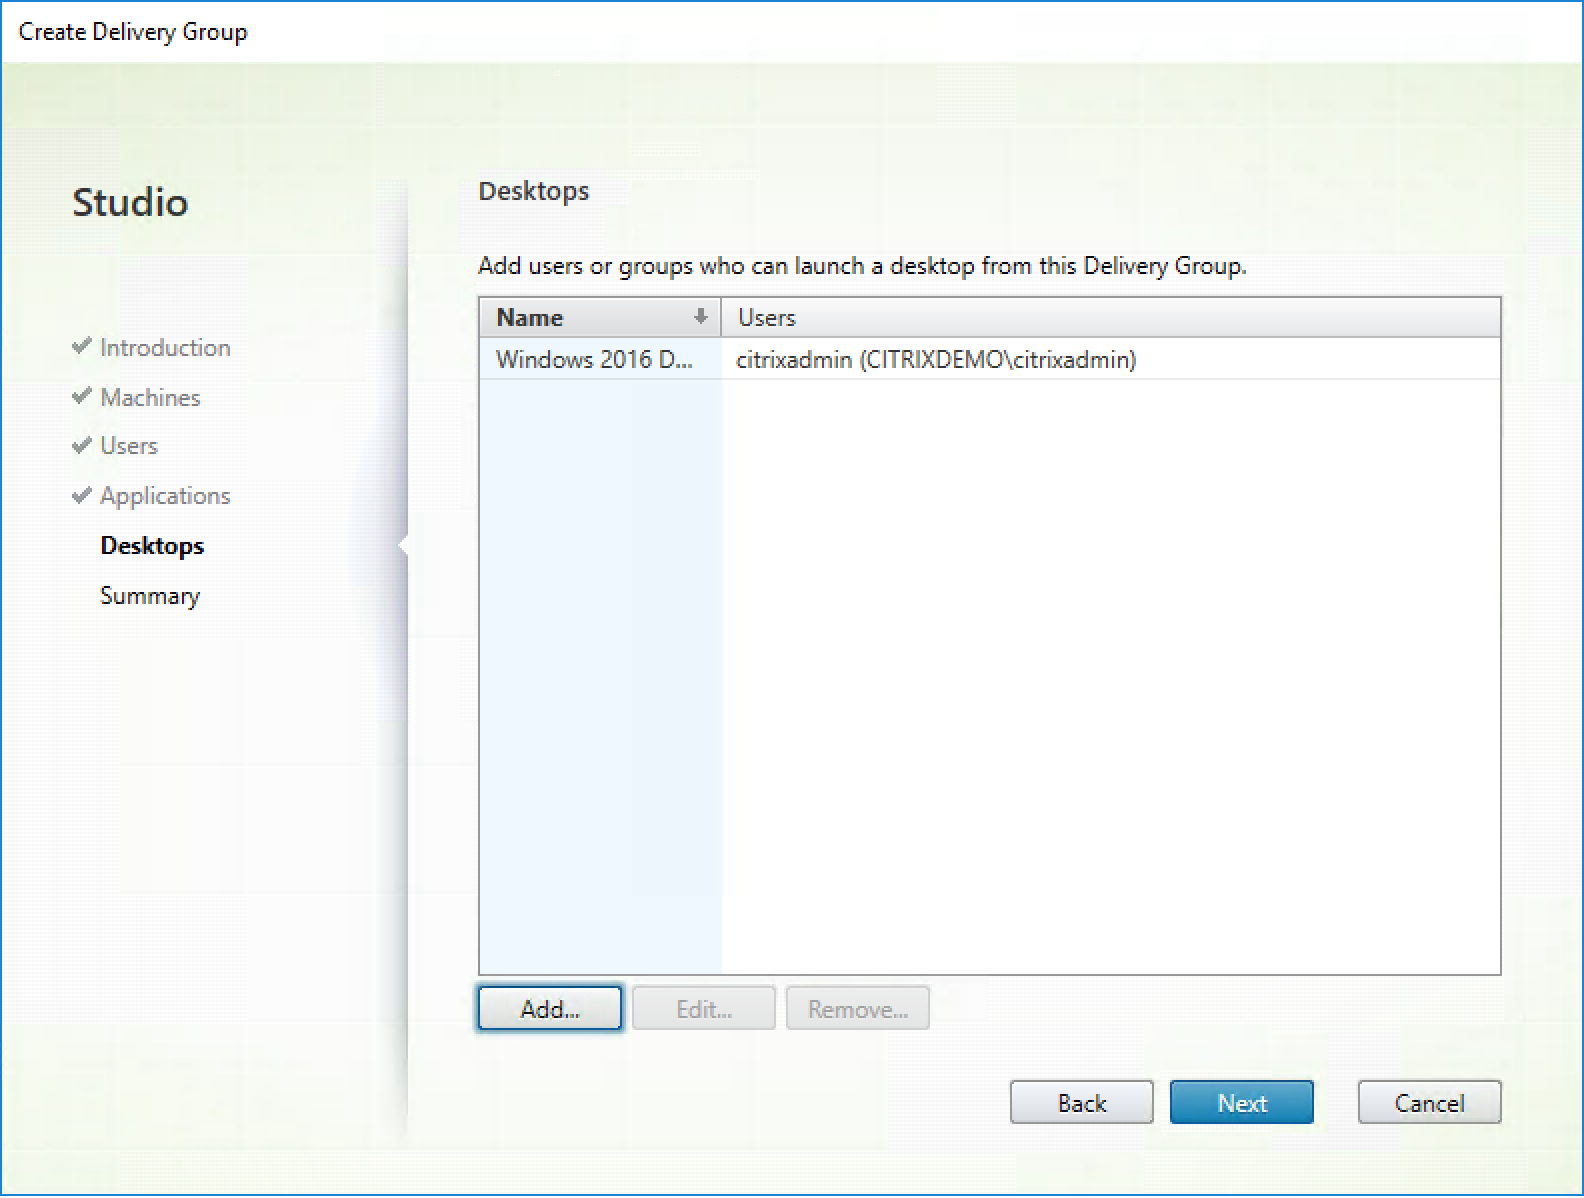 Create Delivery Group
Studio
Introduction
Machines
Users
Applications
Desktops
Summary
Desktops
Add users or groups who can launch a desktop from this Delivery Group.
Name Users
Windows 2016 D... citrixadmin (CITRIXDEMO\citrixadmin)
Add... Edit... Remove...
Back Next Cancel